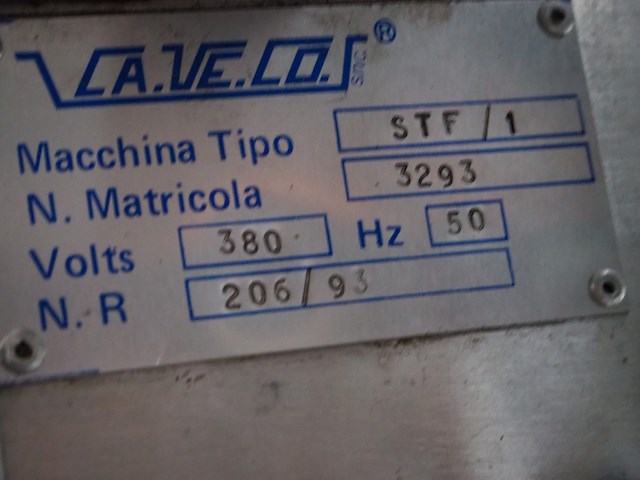 CA.VE.CO. s.n.c. ®
Macchina Tipo STF/1
N. Matricola 3293
Volts 380 Hz 50
N. R 206/93